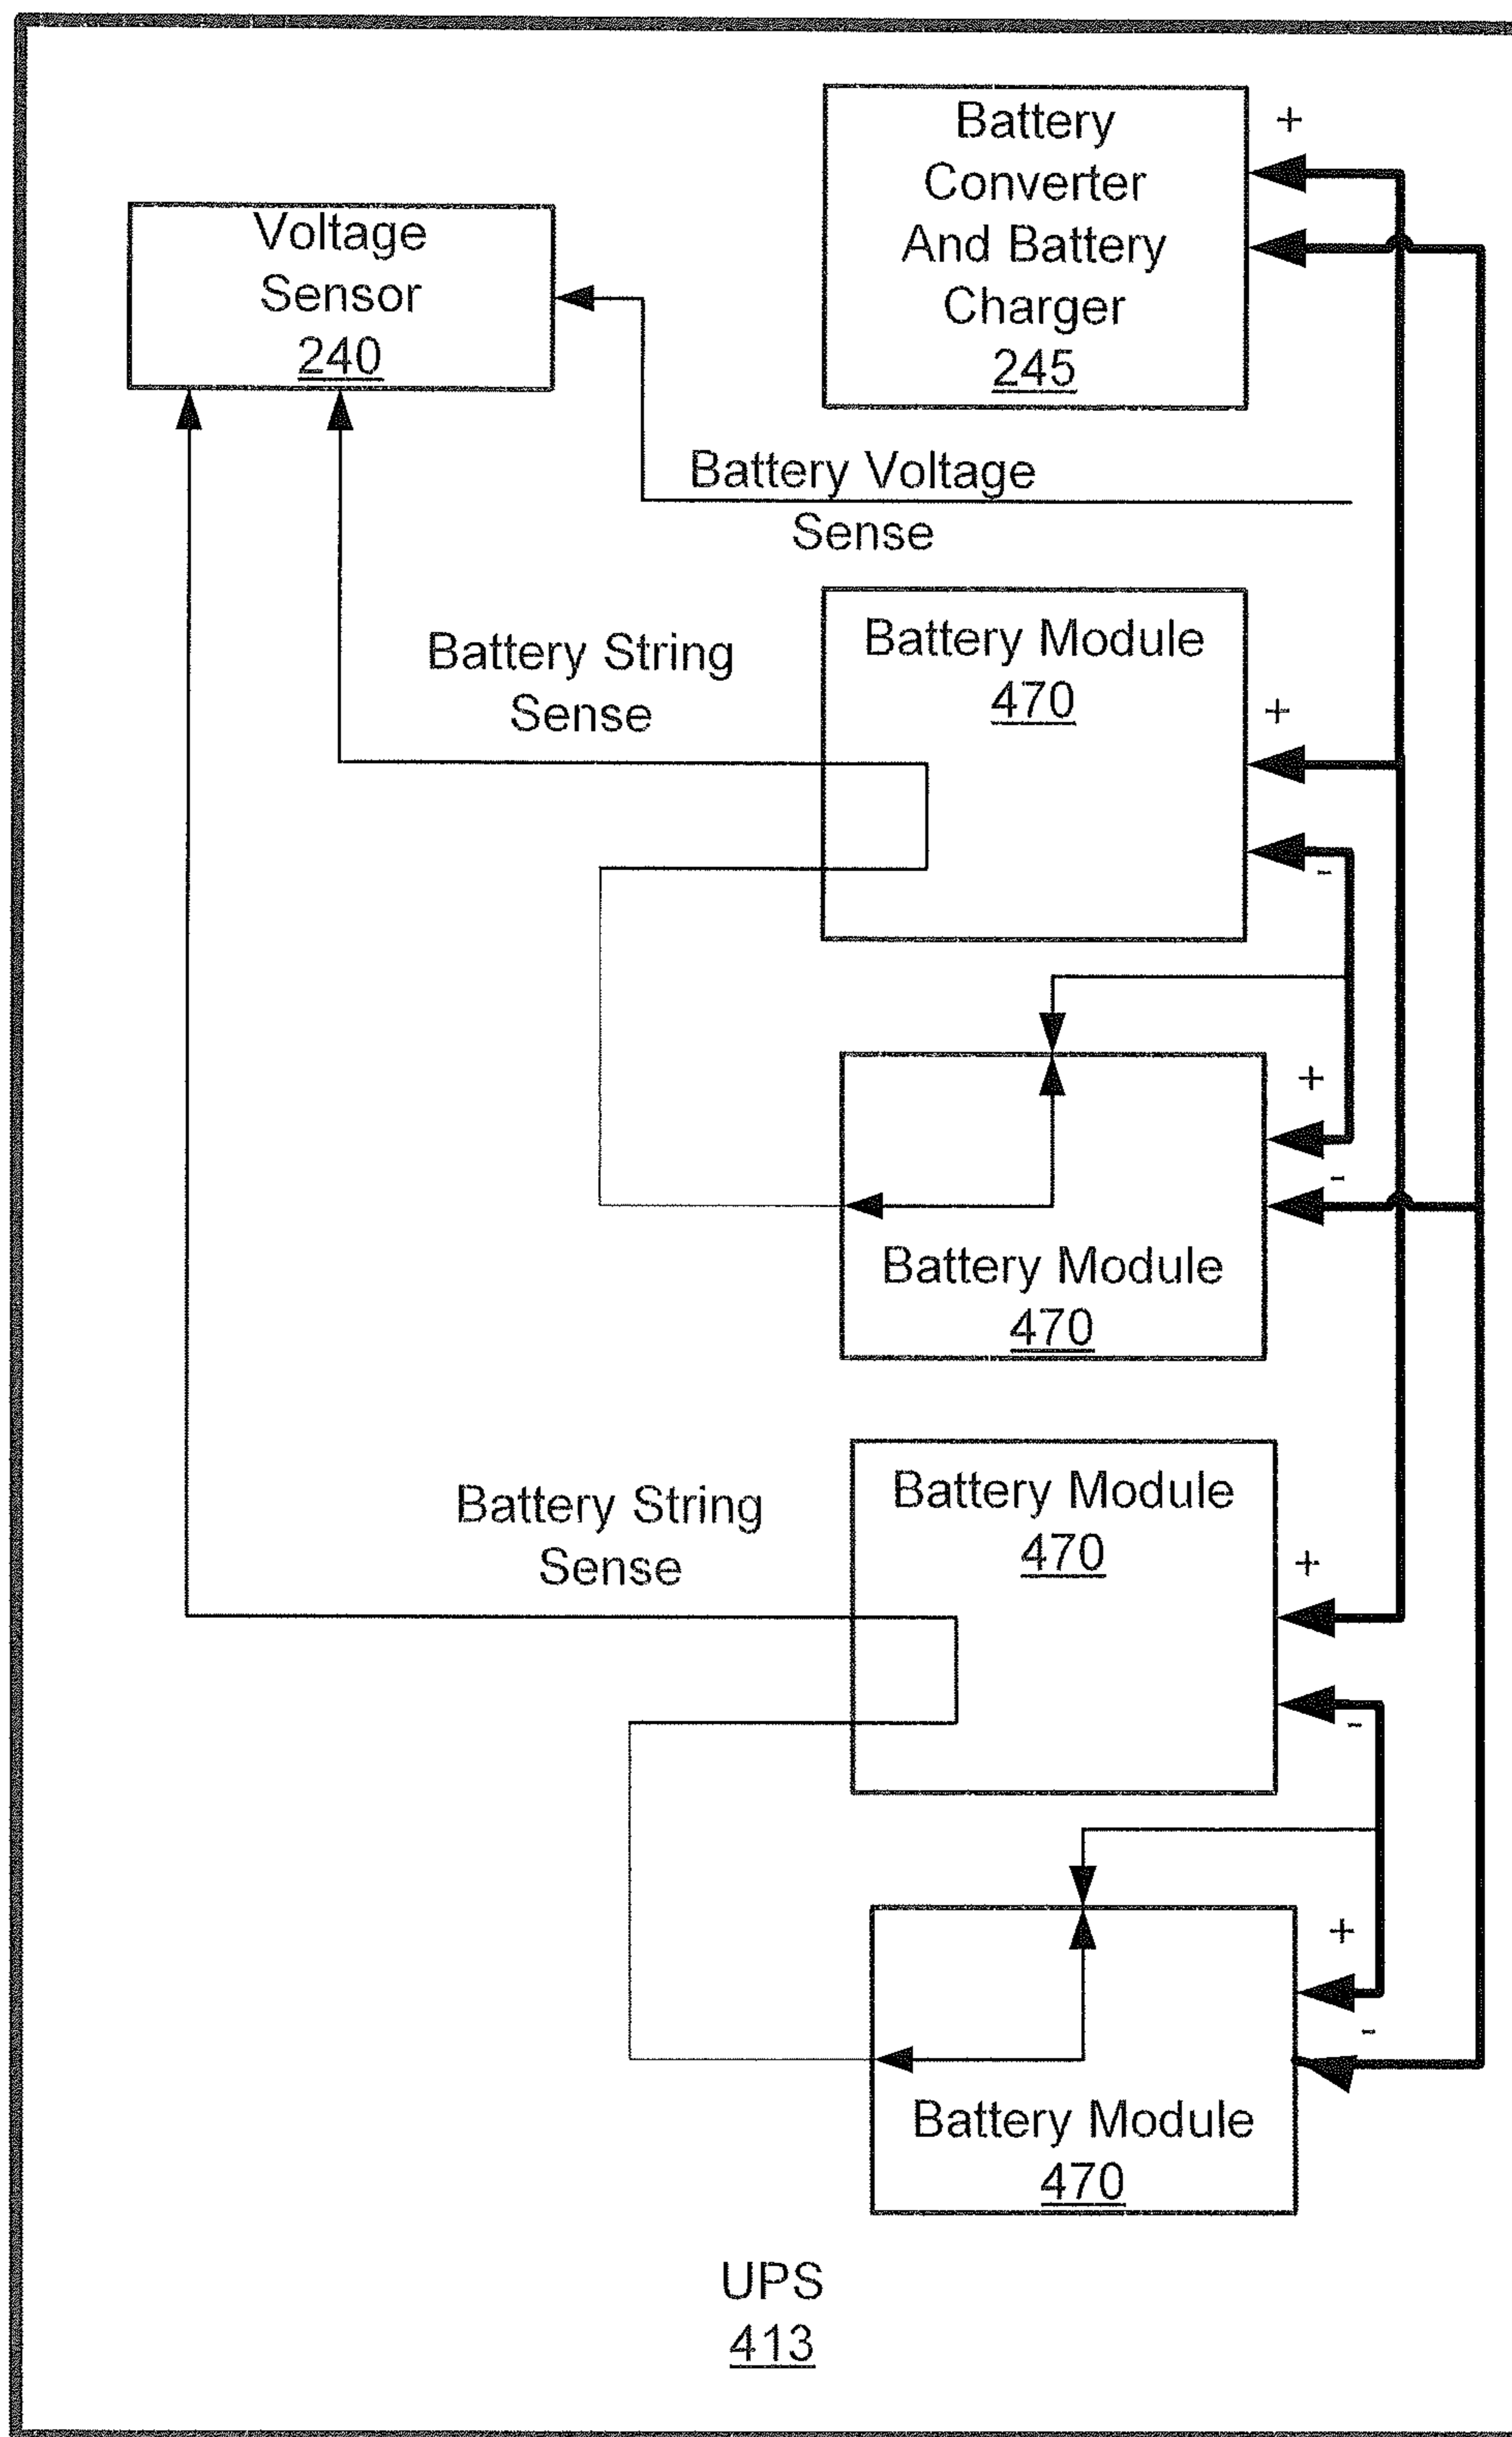 Battery
Converter
And Battery
Charger
245
+
Voltage
Sensor
240
Battery Voltage
Sense
Battery Module
470
+
-
Battery String
Sense
+
-
Battery Module
470
Battery Module
470
+
-
Battery String
Sense
+
-
Battery Module
470
UPS
413